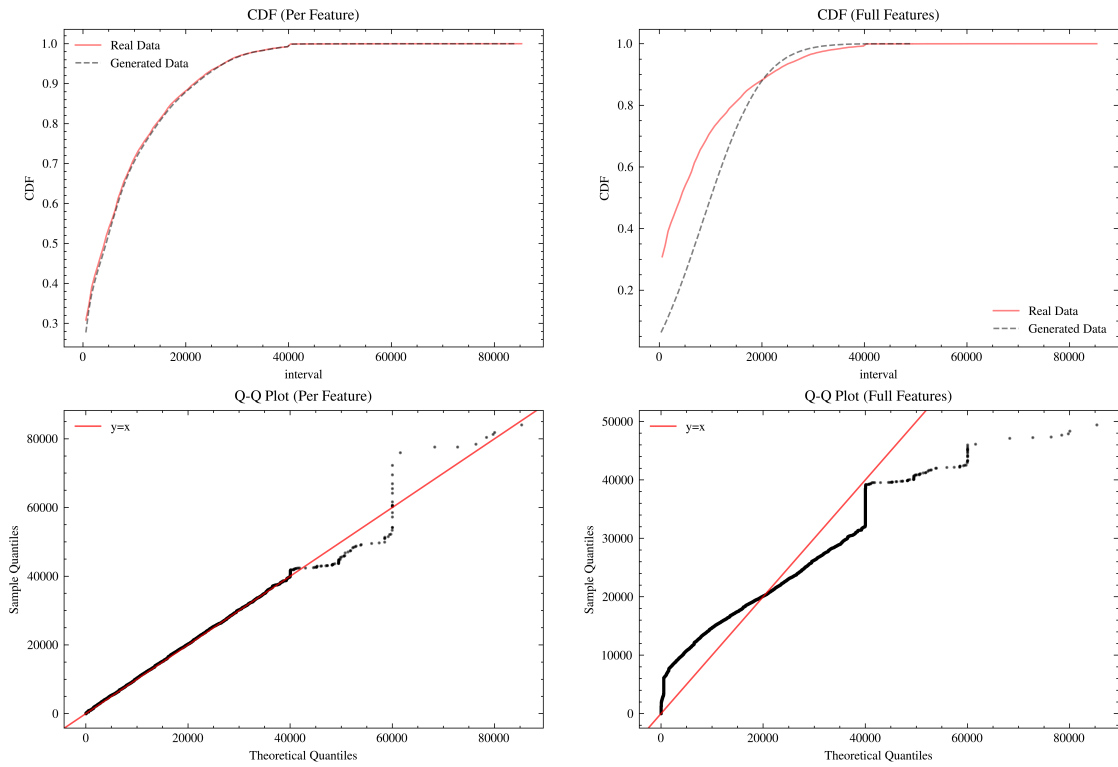 CDF (Per Feature)
Real Data
Generated Data
CDF
1.0
0.9
0.8
0.7
0.6
0.5
0.4
0.3
0
20000
40000
60000
80000
interval
CDF (Full Features)
CDF
1.0
0.8
0.6
0.4
0.2
Real Data
Generated Data
0
20000
40000
60000
80000
interval
Q-Q Plot (Per Feature)
y=x
Sample Quantiles
80000
60000
40000
20000
0
0
20000
40000
60000
80000
Theoretical Quantiles
Q-Q Plot (Full Features)
y=x
Sample Quantiles
50000
40000
30000
20000
10000
0
0
20000
40000
60000
80000
Theoretical Quantiles